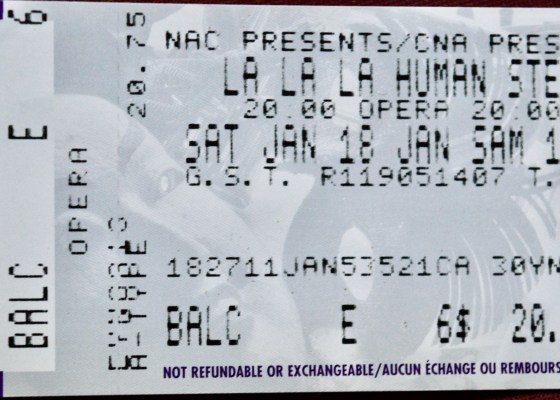 BALC E 6
OPERA
20.75
NAC PRESENTS/CNA PRES
LA LA LA HUMAN STE
20:00 OPERA 20:00
SAT JAN 18 JAN SAM 1
G.S.T. R119051407 T.
182711JAN53521CA 30YN
BALC E 6$ 20.
NOT REFUNDABLE OR EXCHANGEABLE/AUCUN ÉCHANGE OU REMBOURS